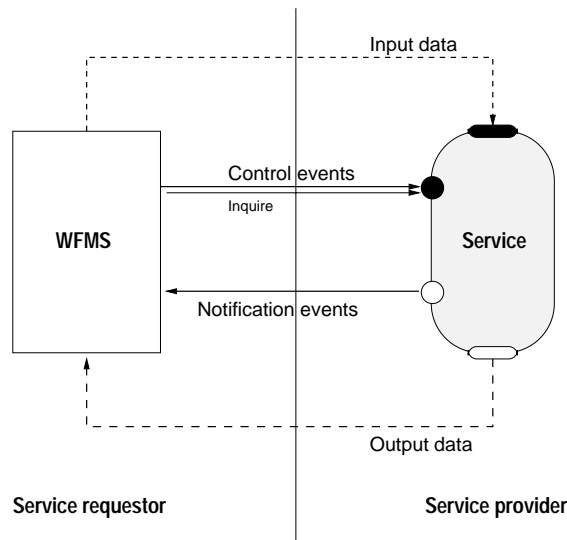 Input data
Control events
Inquire
WFMS
Service
Notification events
Output data
Service requestor
Service provider